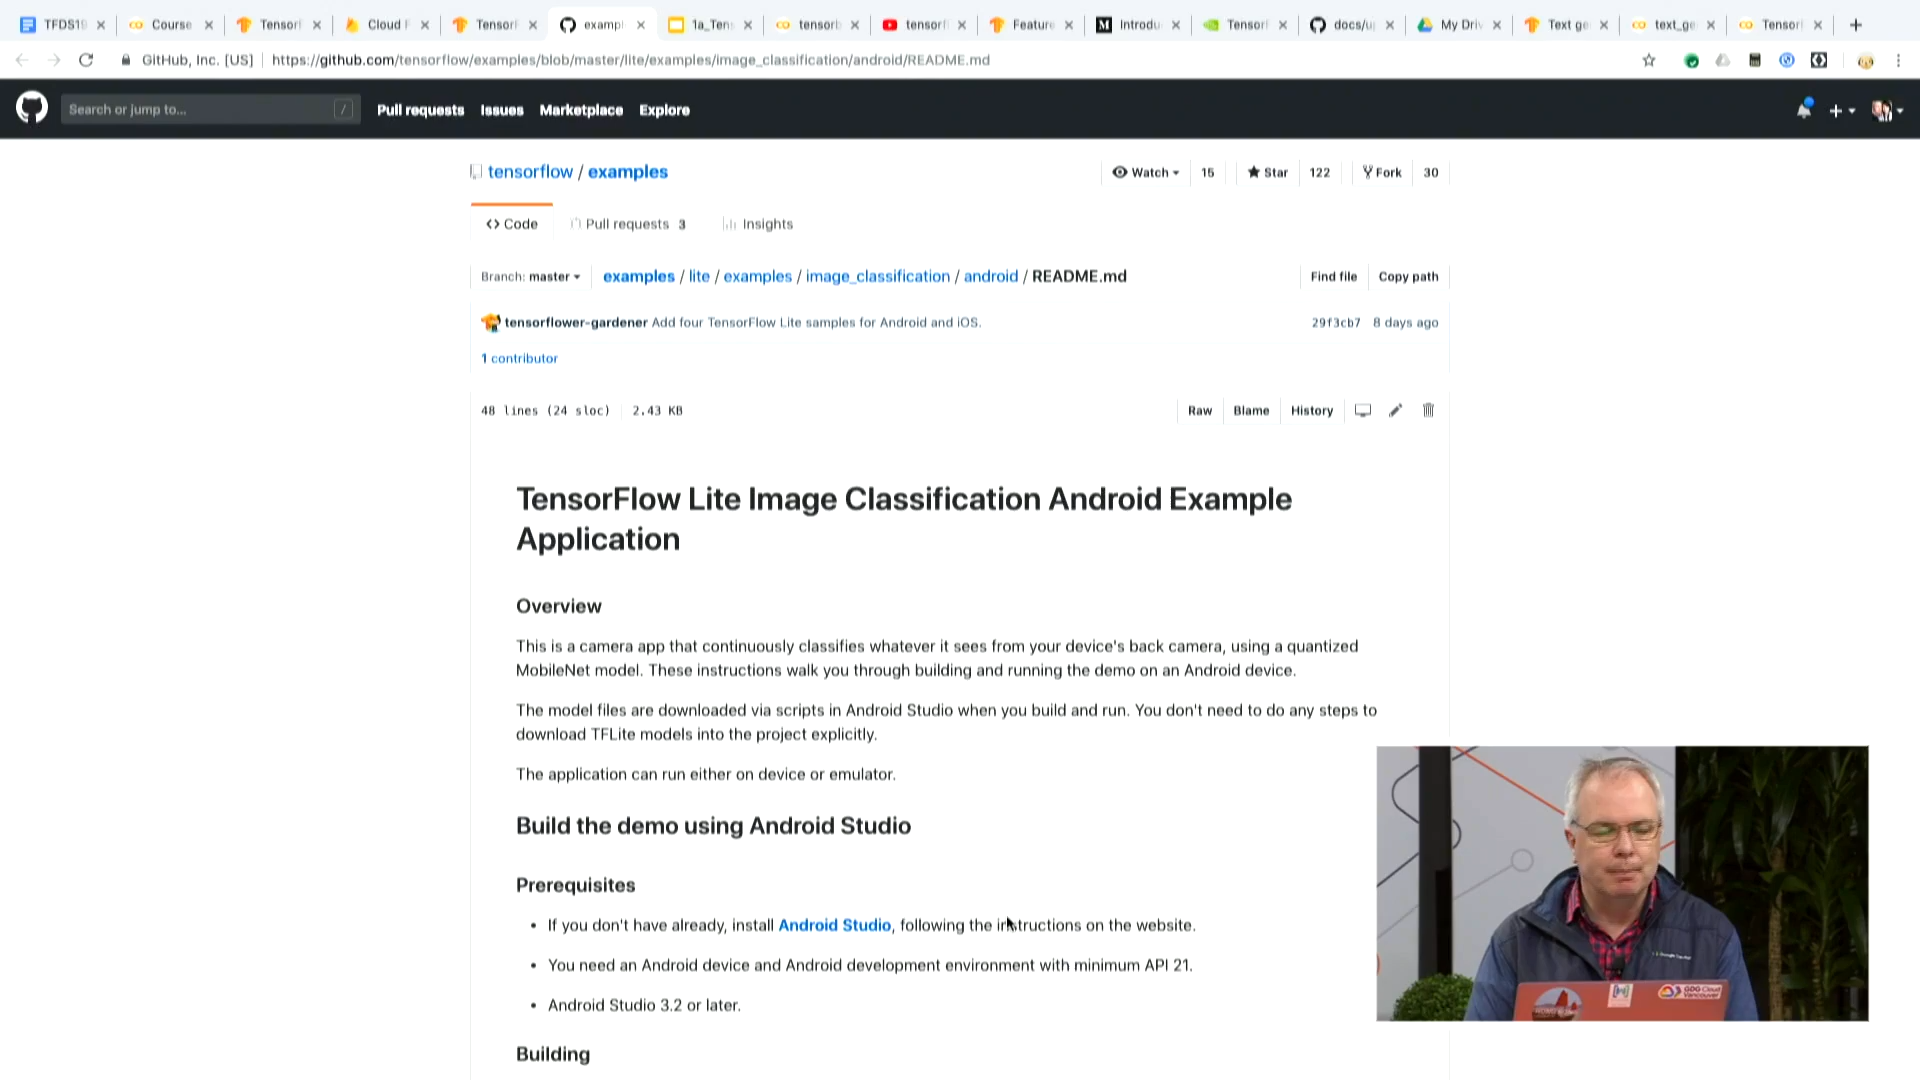 TFDS19
Course
Tensorf
Cloud F
Tensorf
exampl
1a_Ten
tensorb
tensorf
Feature
Introdu
Tensorf
docs/u
My Driv
Text ge
text_ge
Tensor
GitHub, Inc. [US] https://github.com/tensorflow/examples/blob/master/lite/examples/image_classification/android/README.md
Search or jump to... / Pull requests Issues Marketplace Explore
tensorflow / examples
Watch 15 Star 122 Fork 30
Code Pull requests 3 Insights
Branch: master examples / lite / examples / image_classification / android / README.md Find file Copy path
tensorflower-gardener Add four TensorFlow Lite samples for Android and iOS. 29f3cb7 8 days ago
1 contributor
48 lines (24 sloc) 2.43 KB Raw Blame History
TensorFlow Lite Image Classification Android Example
Application
Overview
This is a camera app that continuously classifies whatever it sees from your device's back camera, using a quantized
MobileNet model. These instructions walk you through building and running the demo on an Android device.
The model files are downloaded via scripts in Android Studio when you build and run. You don't need to do any steps to
download TFLite models into the project explicitly.
The application can run either on device or emulator.
Build the demo using Android Studio
Prerequisites
• If you don't have already, install Android Studio, following the instructions on the website.
• You need an Android device and Android development environment with minimum API 21.
• Android Studio 3.2 or later.
Building
GDG Cloud
Vancouver